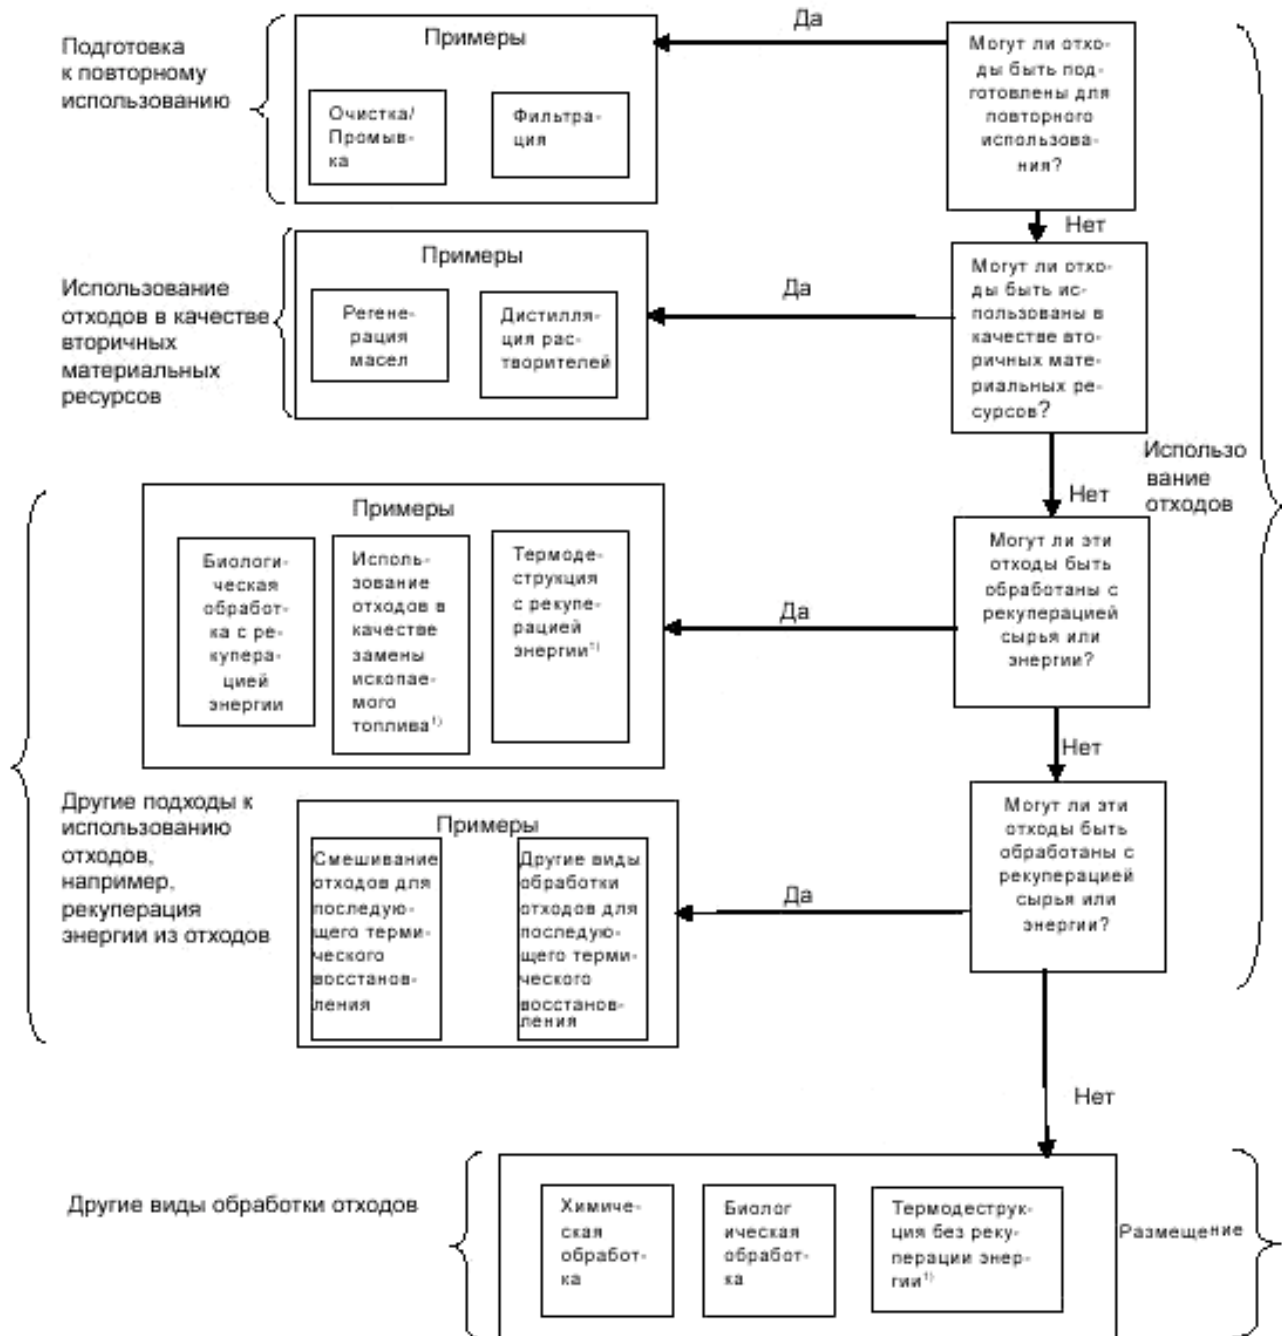 Подготовка
к повторному
использованию
Примеры
Очистка/
Промыв-
ка
Фильтра-
ция
Да
Могут ли отхо-
ды быть под-
готовлены для
повторного
использова-
ния?
Нет
Использование
отходов в качестве
вторичных
материальных
ресурсов
Примеры
Регене-
рация
масел
Дистилля-
ция рас-
творителей
Да
Могут ли отхо-
ды быть ис-
пользованы в
качестве вто-
ричных мате-
риальных ре-
сурсов?
Использо
вание
отходов
Нет
Примеры
Биологи-
ческая
обработ-
ка с ре-
купера-
цией
энергии
Исполь-
зование
отходов в
качестве
замены
ископае-
мого
топлива1)
Термоде-
струкция
с рекупе-
рацией
энергии1)
Да
Могут ли эти
отходы быть
обработаны с
рекуперацией
сырья или
энергии?
Нет
Другие подходы к
использованию
отходов,
например,
рекуперация
энергии из отходов
Примеры
Смешивание
отходов для
последую-
щего терми-
ческого
восстанов-
ления
Другие виды
обработки
отходов для
последую-
щего терми-
ческого
восстанов-
ления
Да
Могут ли эти
отходы быть
обработаны с
рекуперацией
сырья или
энергии?
Нет
Другие виды обработки отходов
Химиче-
ская
обработ-
ка
Биолог
ическая
обработ-
ка
Термодеструк-
ция без реку-
перации энер-
гии1)
Размещение